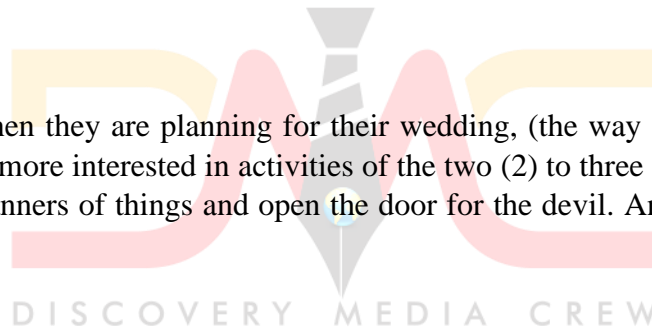 hen they are planning for their wedding, (the way
more interested in activities of the two (2) to three
nners of things and open the door for the devil. Ar
DMC
DISCOVERY MEDIA CREW